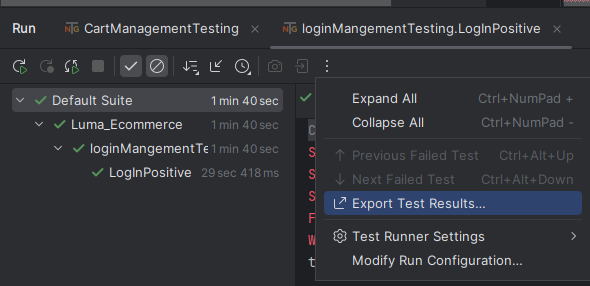 Run
CartManagementTesting
loginMangementTesting.LogInPositive
Default Suite 1 min 40 sec
Luma_Ecommerce 1 min 40 sec
loginMangementTe 1 min 40 sec
LogInPositive 29 sec 418 ms
Expand All Ctrl+NumPad +
Collapse All Ctrl+NumPad -
Previous Failed Test Ctrl+Alt+Up
Next Failed Test Ctrl+Alt+Down
Export Test Results...
Test Runner Settings
Modify Run Configuration...
C
S
S
S
F
W
t